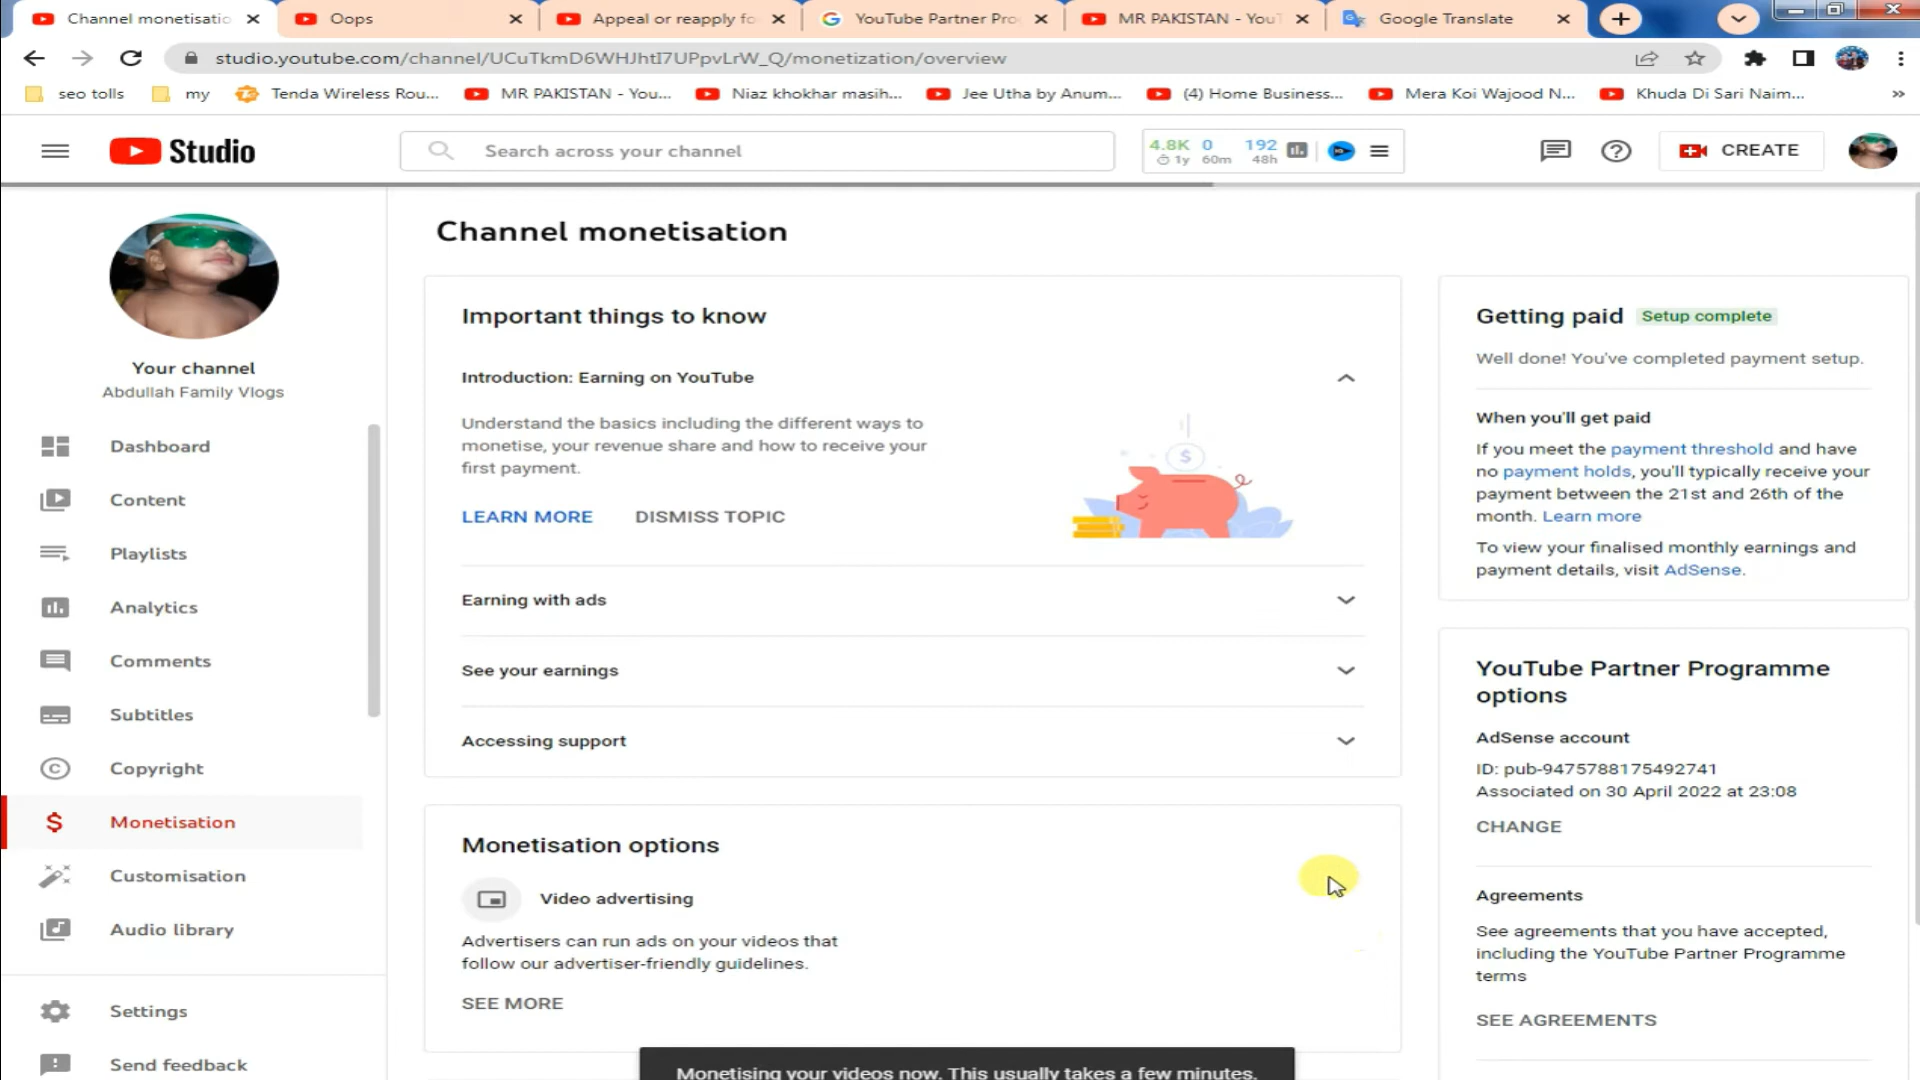 Channel monetisatio
Oops
Appeal or reapply fo
YouTube Partner Pro
MR PAKISTAN - YouT
Google Translate
studio.youtube.com/channel/UCuTkmD6WHJhtI7UPpvLrW_Q/monetization/overview
seo tolls
my
Tenda Wireless Rou...
MR PAKISTAN - You...
Niaz khokhar masih...
Jee Utha by Anum...
(4) Home Business...
Mera Koi Wajood N...
Khuda Di Sari Naim...
»
Studio
Search across your channel
4.8K 0 192
1y 60m 48h
CREATE
Your channel
Abdullah Family Vlogs
Dashboard
Content
Playlists
Analytics
Comments
Subtitles
Copyright
Monetisation
Customisation
Audio library
Settings
Send feedback
Channel monetisation
Important things to know
Introduction: Earning on YouTube
Understand the basics including the different ways to
monetise, your revenue share and how to receive your
first payment.
LEARN MORE DISMISS TOPIC
Earning with ads
See your earnings
Accessing support
Monetisation options
Video advertising
Advertisers can run ads on your videos that
follow our advertiser-friendly guidelines.
SEE MORE
Monetising your videos now. This usually takes a few minutes.
Getting paid Setup complete
Well done! You've completed payment setup.
When you'll get paid
If you meet the payment threshold and have
no payment holds, you'll typically receive your
payment between the 21st and 26th of the
month. Learn more
To view your finalised monthly earnings and
payment details, visit AdSense.
YouTube Partner Programme
options
AdSense account
ID: pub-9475788175492741
Associated on 30 April 2022 at 23:08
CHANGE
Agreements
See agreements that you have accepted,
including the YouTube Partner Programme
terms
SEE AGREEMENTS